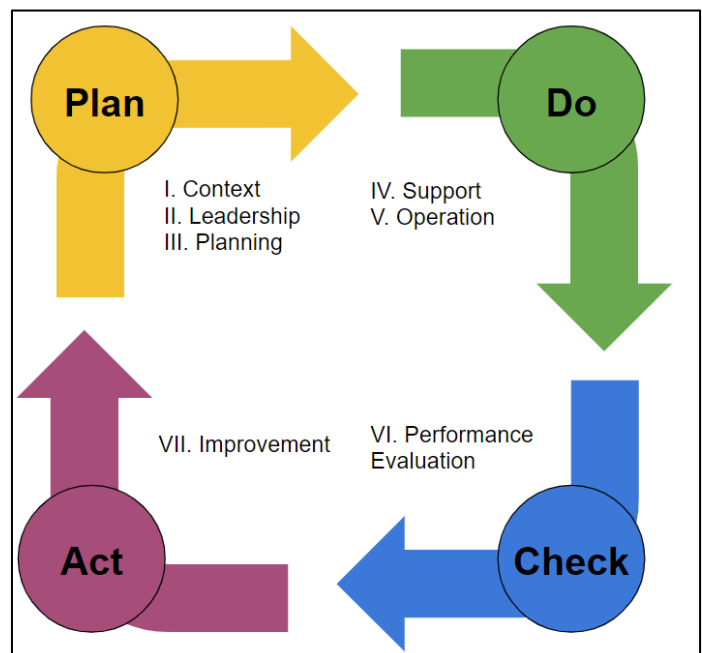 Plan
Do
I. Context
II. Leadership
III. Planning
IV. Support
V. Operation
VII. Improvement
VI. Performance
Evaluation
Act
Check